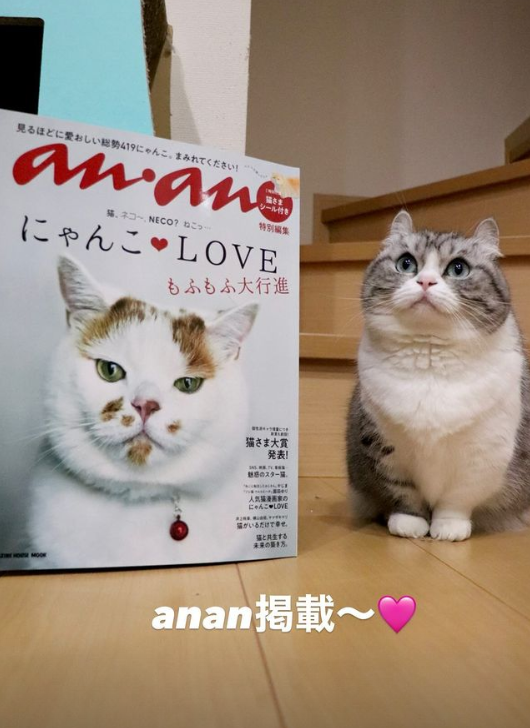 見るほどに愛おしい総勢419にゃんこ。まみれてください!
an・an
猫さま
シール付き
特別編集
猫、ネコ〜、NECO? ねこッ…
にゃんこ♥LOVE
もふもふ大行進
猫さま大賞
発表!
魅惑のスター猫。
人気猫漫画家の
にゃんこ♥LOVE
猫がいるだけで幸せ。
猫と共生する
未来の猫き方。
anan掲載〜🩷